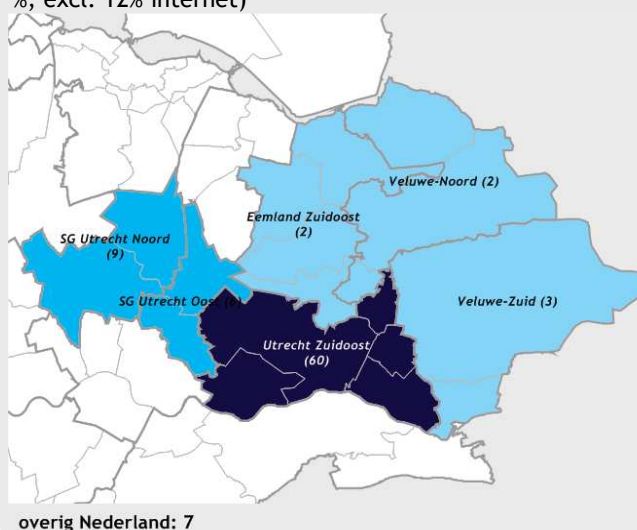 %, excl. 12% internet)
Veluwe-Noord (2)
Eemland Zuidoost
(2)
SG Utrecht Noord
(9)
SG Utrecht Oost (6)
Veluwe-Zuid (3)
Utrecht Zuidoost
(60)
overig Nederland: 7